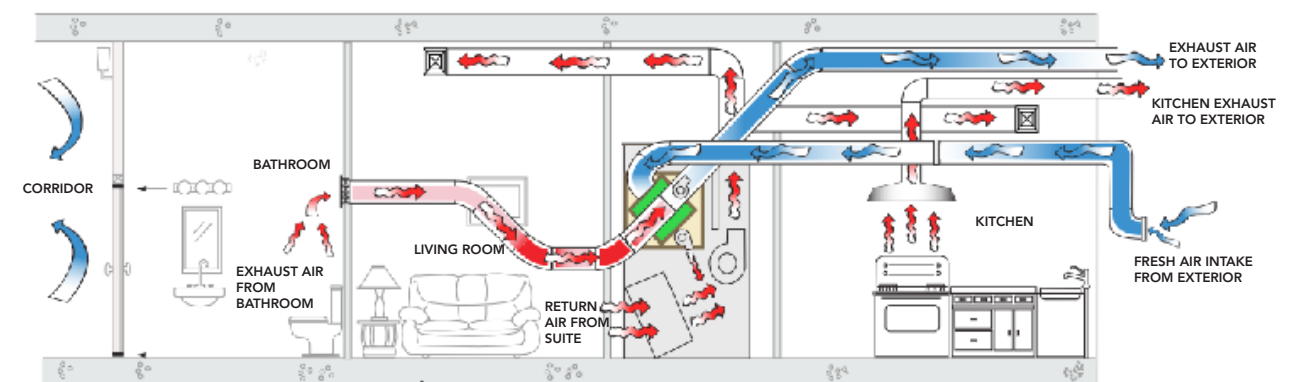 EXHAUST AIR
TO EXTERIOR
KITCHEN EXHAUST
AIR TO EXTERIOR
BATHROOM
CORRIDOR
LIVING ROOM
KITCHEN
EXHAUST AIR
FROM
BATHROOM
FRESH AIR INTAKE
FROM EXTERIOR
RETURN
AIR FROM
SUITE